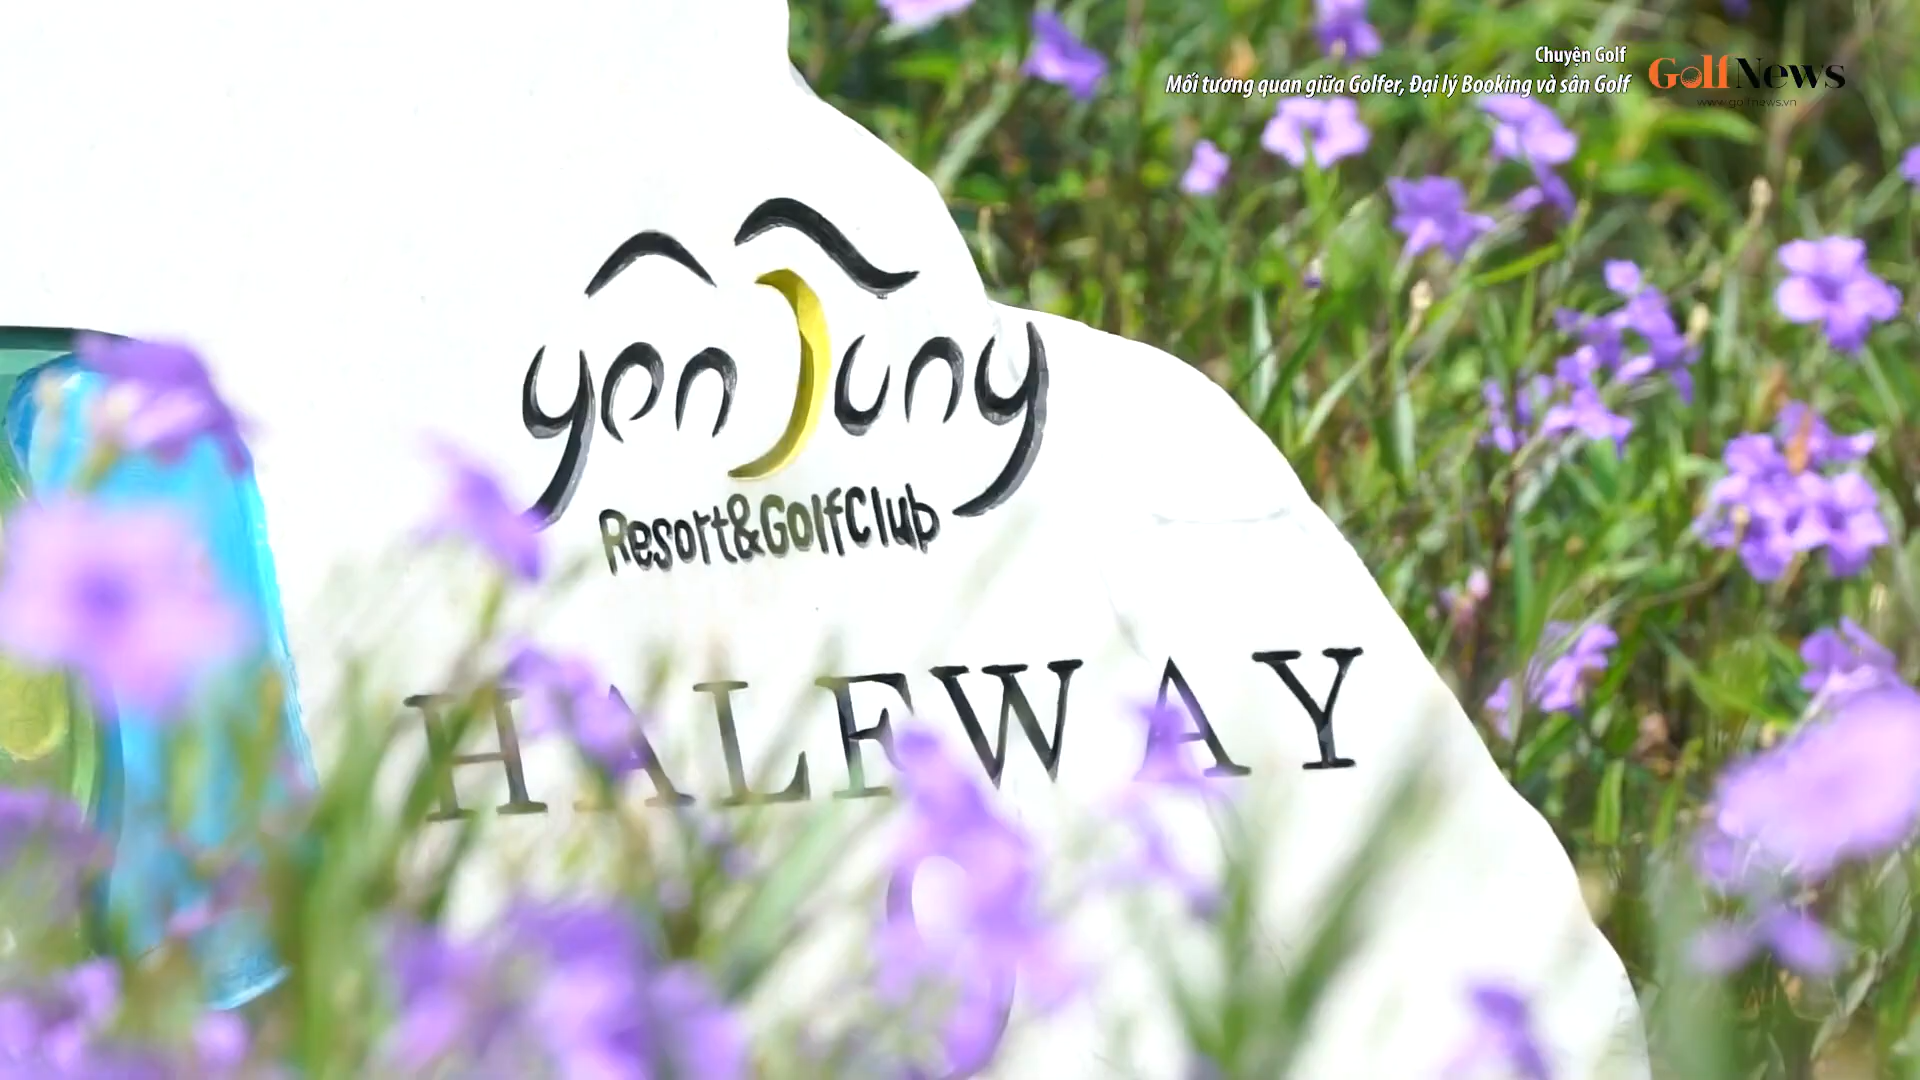 Chuyện Golf
Mối tương quan giữa Golfer, Đại lý Booking và sân Golf
GolfNews
www.golfnews.vn
yên Dũng
Resort&GolfClub
HALFWAY